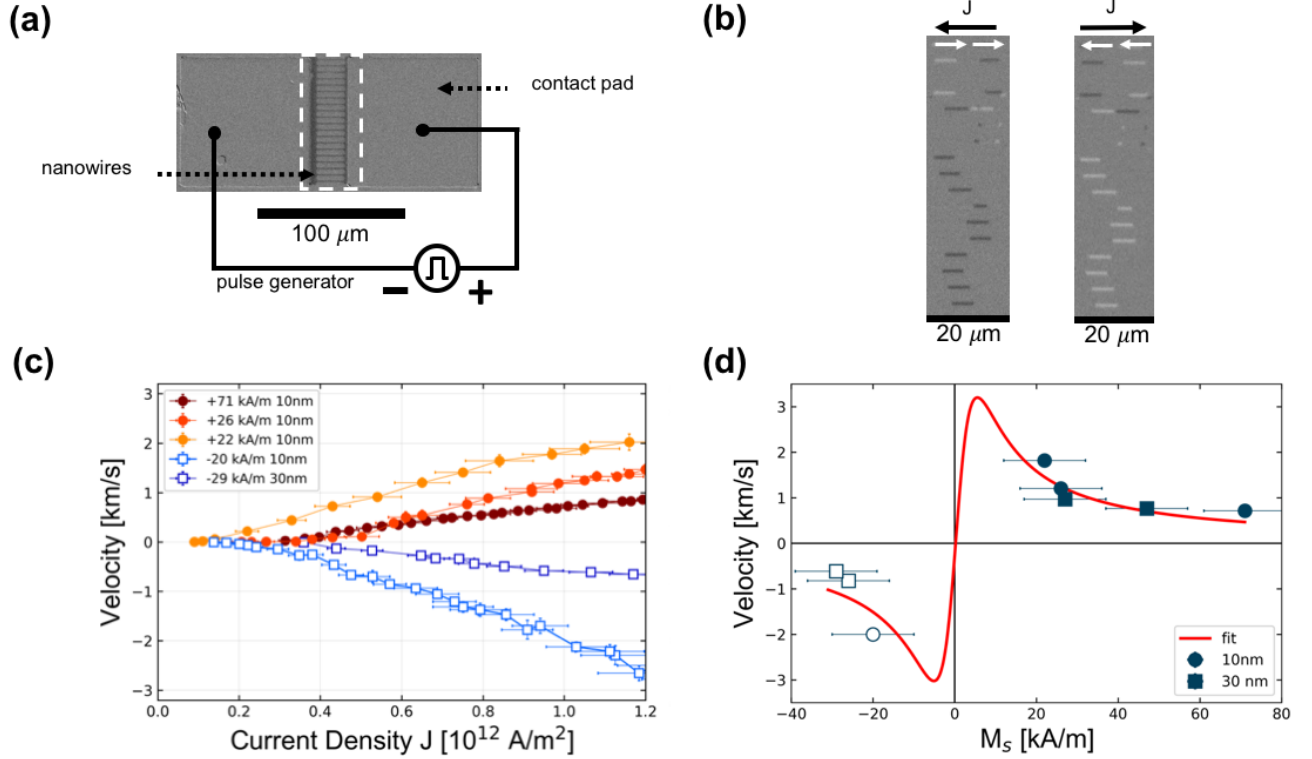 (a)
contact pad
nanowires
100 μm
pulse generator
− +
(b)
J J
20 μm 20 μm
(c)
+71 kA/m 10nm
+26 kA/m 10nm
+22 kA/m 10nm
-20 kA/m 10nm
-29 kA/m 30nm
Velocity [km/s]
3
2
1
0
−1
−2
−3
0.0 0.2 0.4 0.6 0.8 1.0 1.2
Current Density J [10¹² A/m²]
(d)
Velocity [km/s]
3
2
1
0
−1
−2
−3
fit
10nm
30 nm
−40 −20 0 20 40 60 80
Mₛ [kA/m]